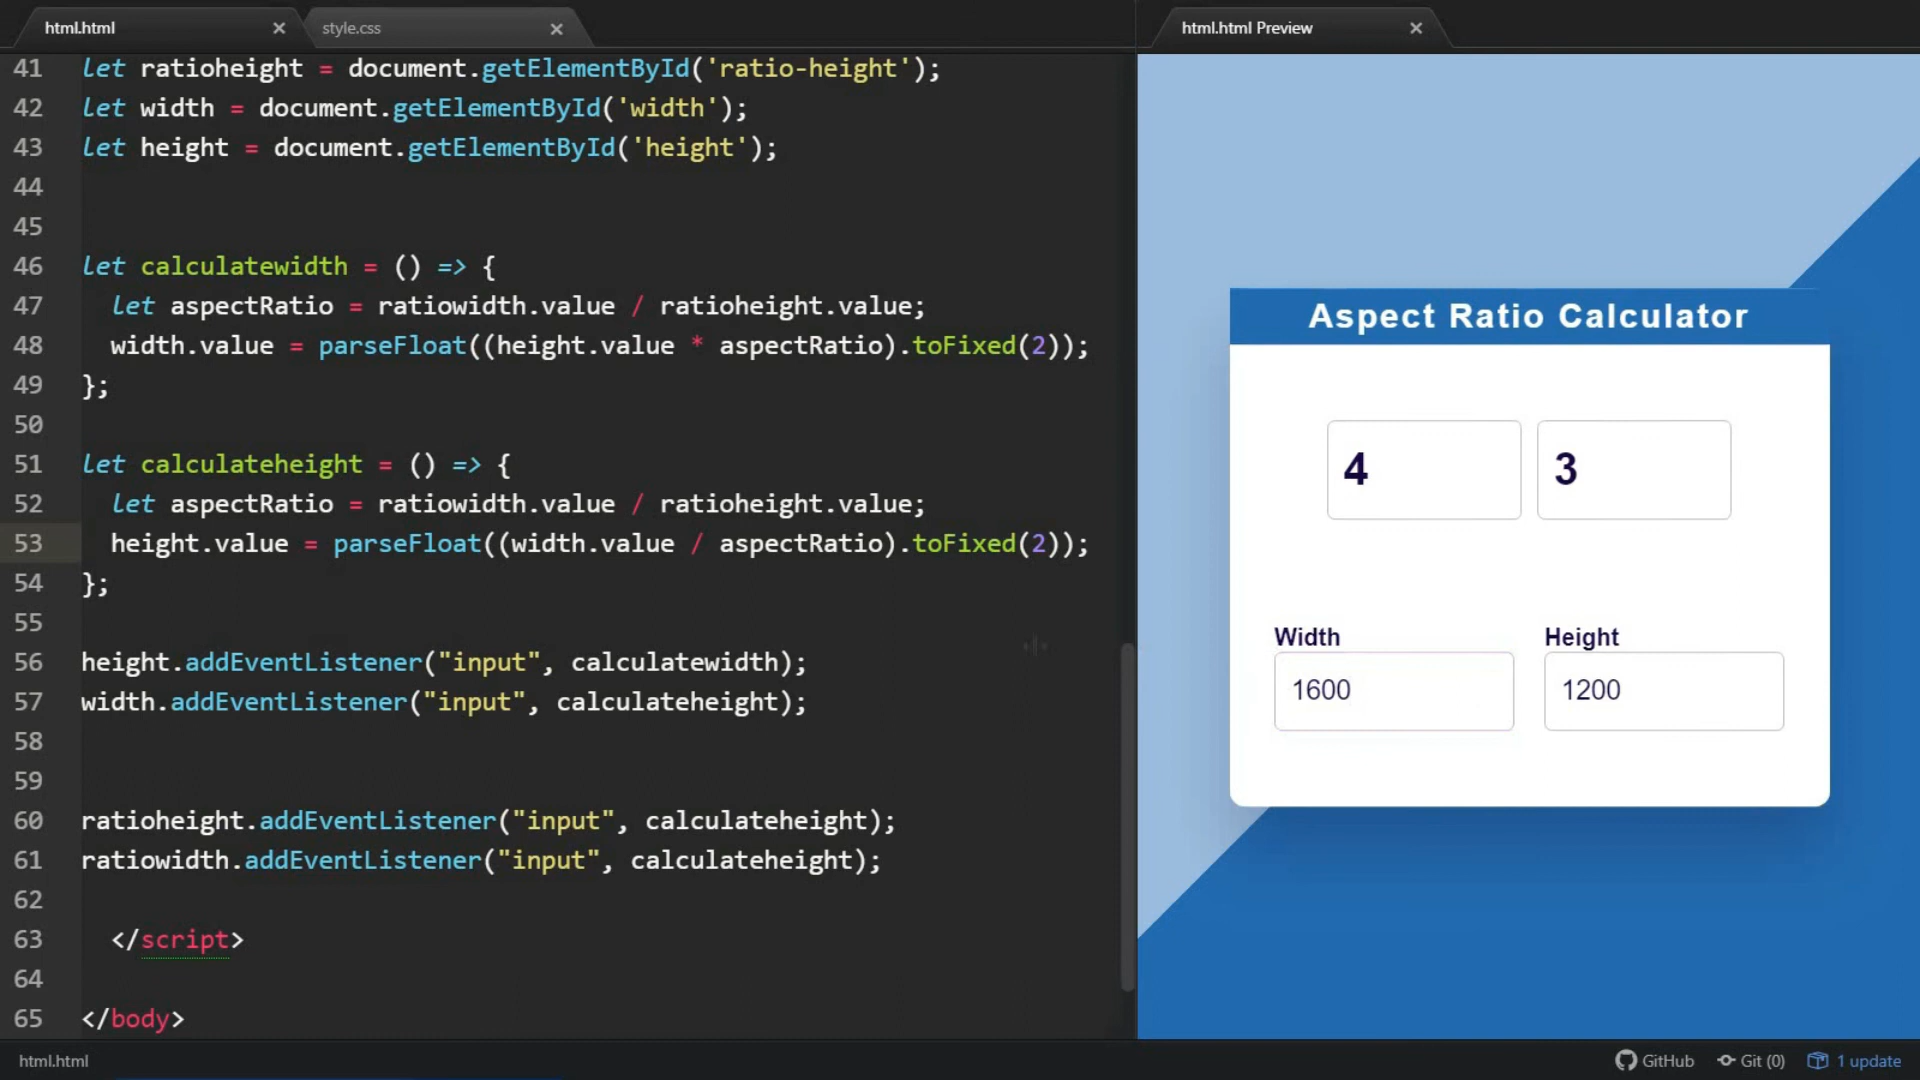 html.html
style.css
html.html Preview
41 let ratioheight = document.getElementById('ratio-height');
42 let width = document.getElementById('width');
43 let height = document.getElementById('height');
44
45
46 let calculatewidth = () => {
47 let aspectRatio = ratiowidth.value / ratioheight.value;
48 width.value = parseFloat((height.value * aspectRatio).toFixed(2));
49 };
50
51 let calculateheight = () => {
52 let aspectRatio = ratiowidth.value / ratioheight.value;
53 height.value = parseFloat((width.value / aspectRatio).toFixed(2));
54 };
55
56 height.addEventListener("input", calculatewidth);
57 width.addEventListener("input", calculateheight);
58
59
60 ratioheight.addEventListener("input", calculateheight);
61 ratiowidth.addEventListener("input", calculateheight);
62
63 </script>
64
65 </body>
Aspect Ratio Calculator
4 3
Width Height
1600 1200
html.html
GitHub Git (0) 1 update